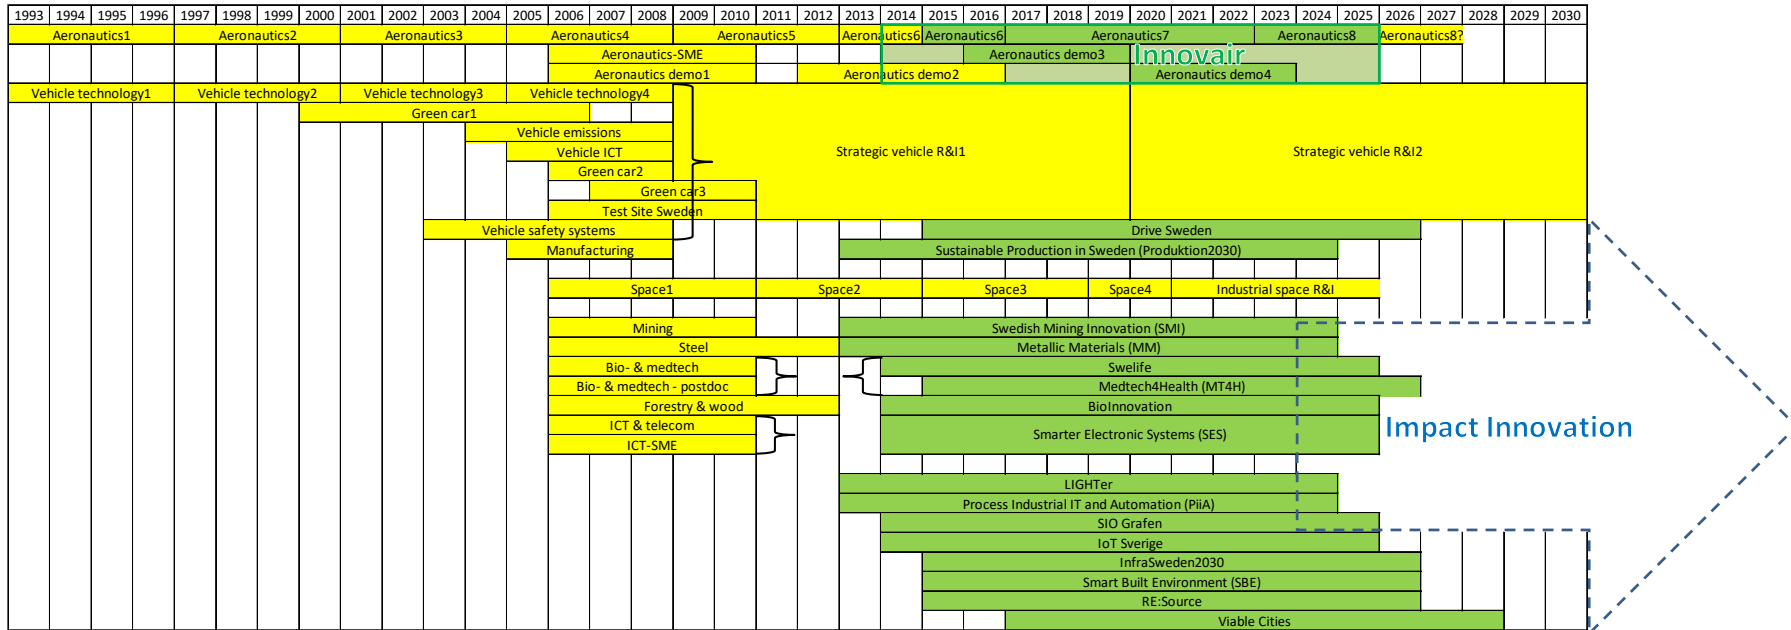 1993 1994 1995 1996 1997 1998 1999 2000 2001 2002 2003 2004 2005 2006 2007 2008 2009 2010 2011 2012 2013 2014 2015 2016 2017 2018 2019 2020 2021 2022 2023 2024 2025 2026 2027 2028 2029 2030
Aeronautics1 Aeronautics2 Aeronautics3 Aeronautics4 Aeronautics5 Aeronautics6 Aeronautics6 Aeronautics7 Aeronautics8 Aeronautics8?
Aeronautics-SME Aeronautics demo3 Innovair
Aeronautics demo1 Aeronautics demo2 Aeronautics demo4
Vehicle technology1 Vehicle technology2 Vehicle technology3 Vehicle technology4
Green car1
Vehicle emissions
Vehicle ICT Strategic vehicle R&I1 Strategic vehicle R&I2
Green car2
Green car3
Test Site Sweden
Vehicle safety systems Drive Sweden
Manufacturing Sustainable Production in Sweden (Produktion2030)
Space1 Space2 Space3 Space4 Industrial space R&I
Mining Swedish Mining Innovation (SMI)
Steel Metallic Materials (MM)
Bio- & medtech Swelife
Bio- & medtech - postdoc Medtech4Health (MT4H)
Forestry & wood BioInnovation
ICT & telecom
Smarter Electronic Systems (SES) Impact Innovation
ICT-SME
LIGHTer
Process Industrial IT and Automation (PiiA)
SIO Grafen
IoT Sverige
InfraSweden2030
Smart Built Environment (SBE)
RE:Source
Viable Cities